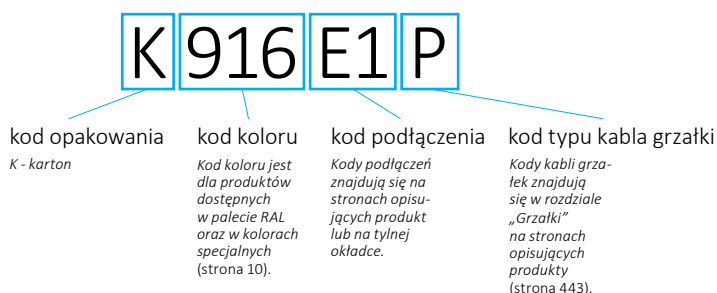 K 916 E1 P
kod opakowania
K - karton
kod koloru
Kod koloru jest
dla produktów
dostępnych
w palecie RAL
oraz w kolorach
specjalnych
(strona 10).
kod podłączenia
Kody podłączeń
znajdują się na
stronach opisu-
jących produkt
lub na tylnej
okładce.
kod typu kabla grzałki
Kody kabli grza-
łek znajdują
się w rozdziale
„Grzałki”
na stronach
opisujących
produkty
(strona 443).